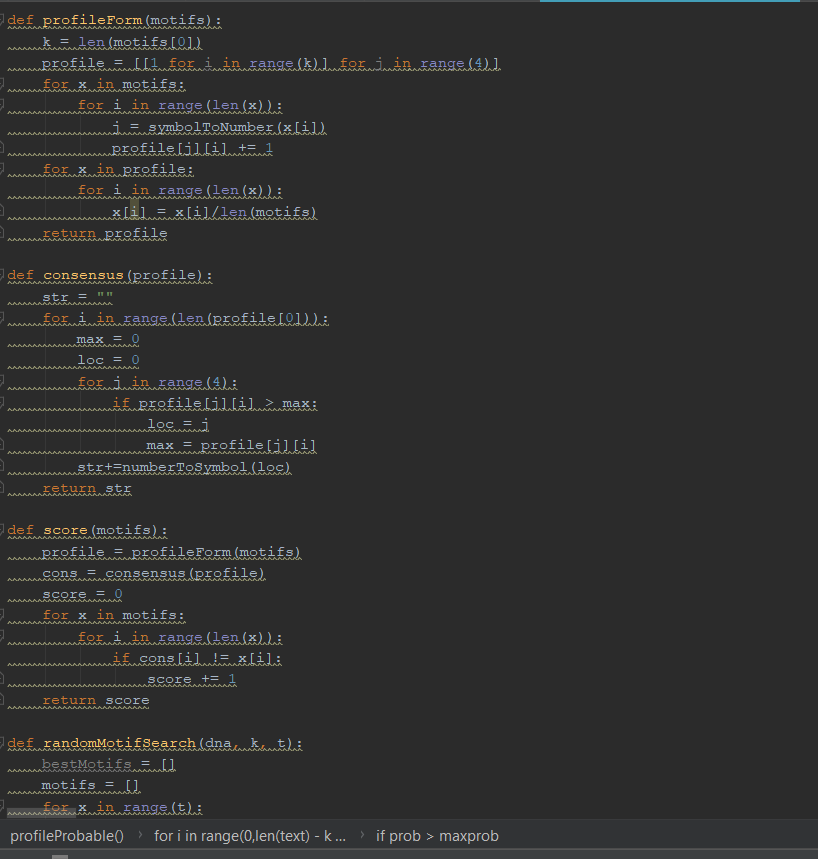 def profileForm(motifs):
    k = len(motifs[0])
    profile = [[1 for i in range(k)] for j in range(4)]
    for x in motifs:
        for i in range(len(x)):
            j = symbolToNumber(x[i])
            profile[j][i] += 1
    for x in profile:
        for i in range(len(x)):
            x[i] = x[i]/len(motifs)
    return profile

def consensus(profile):
    str = ""
    for i in range(len(profile[0])):
        max = 0
        loc = 0
        for j in range(4):
            if profile[j][i] > max:
                loc = j
                max = profile[j][i]
        str+=numberToSymbol(loc)
    return str

def score(motifs):
    profile = profileForm(motifs)
    cons = consensus(profile)
    score = 0
    for x in motifs:
        for i in range(len(x)):
            if cons[i] != x[i]:
                score += 1
    return score

def randomMotifSearch(dna, k, t):
    bestMotifs = []
    motifs = []
    for x in range(t):
profileProbable() › for i in range(0,len(text) - k ... › if prob > maxprob